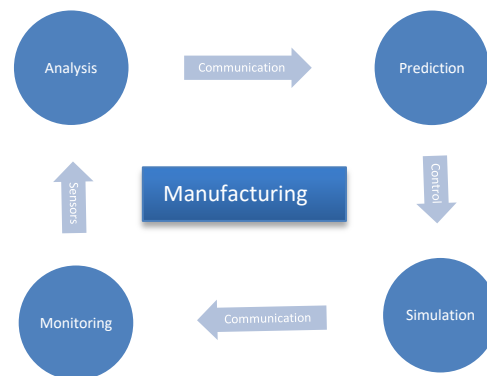 Analysis
Communication
Prediction
Sensors
Manufacturing
Control
Monitoring
Communication
Simulation